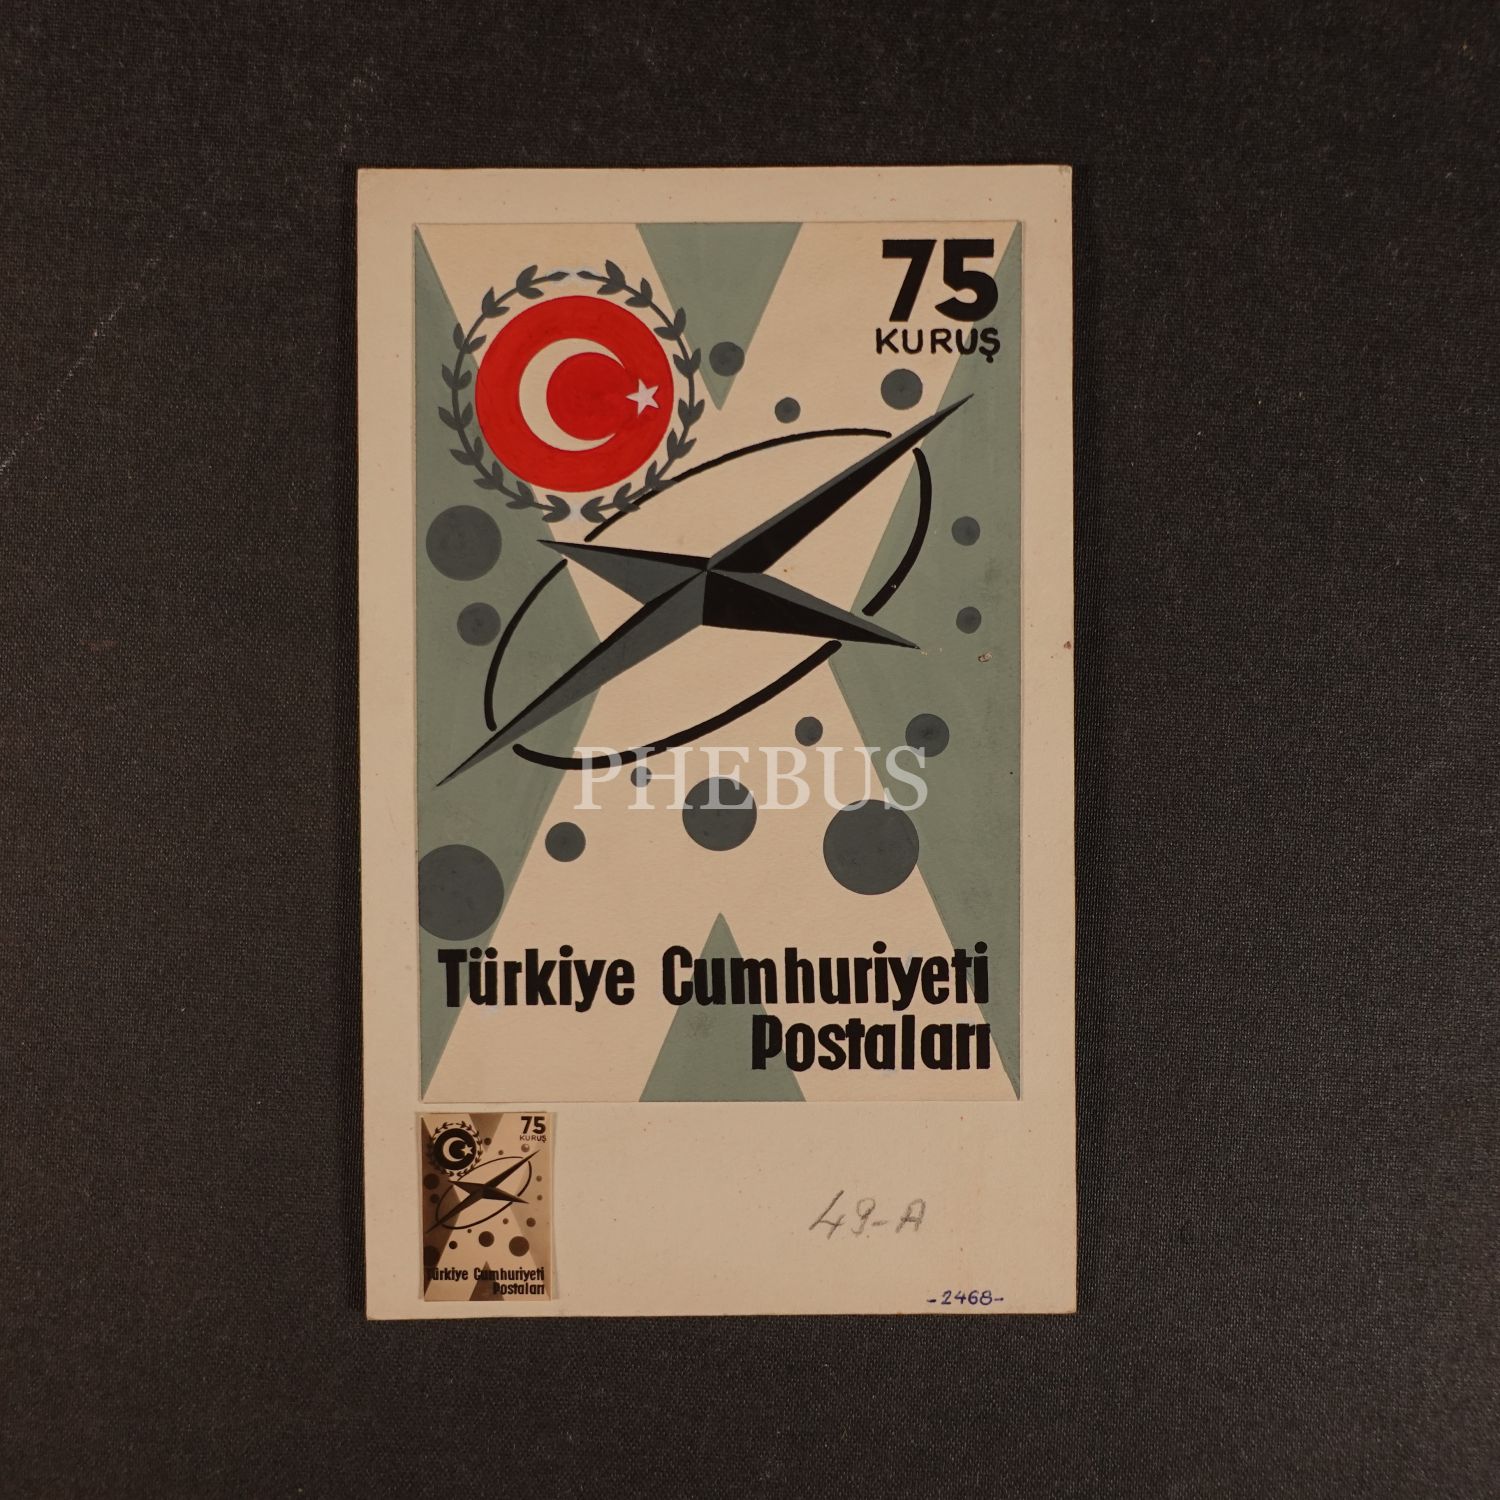 75
KURUŞ
PHEBUS
Türkiye Cumhuriyeti
Postaları
75
KURUŞ
Türkiye Cumhuriyeti
Postaları
49-A
-2468-